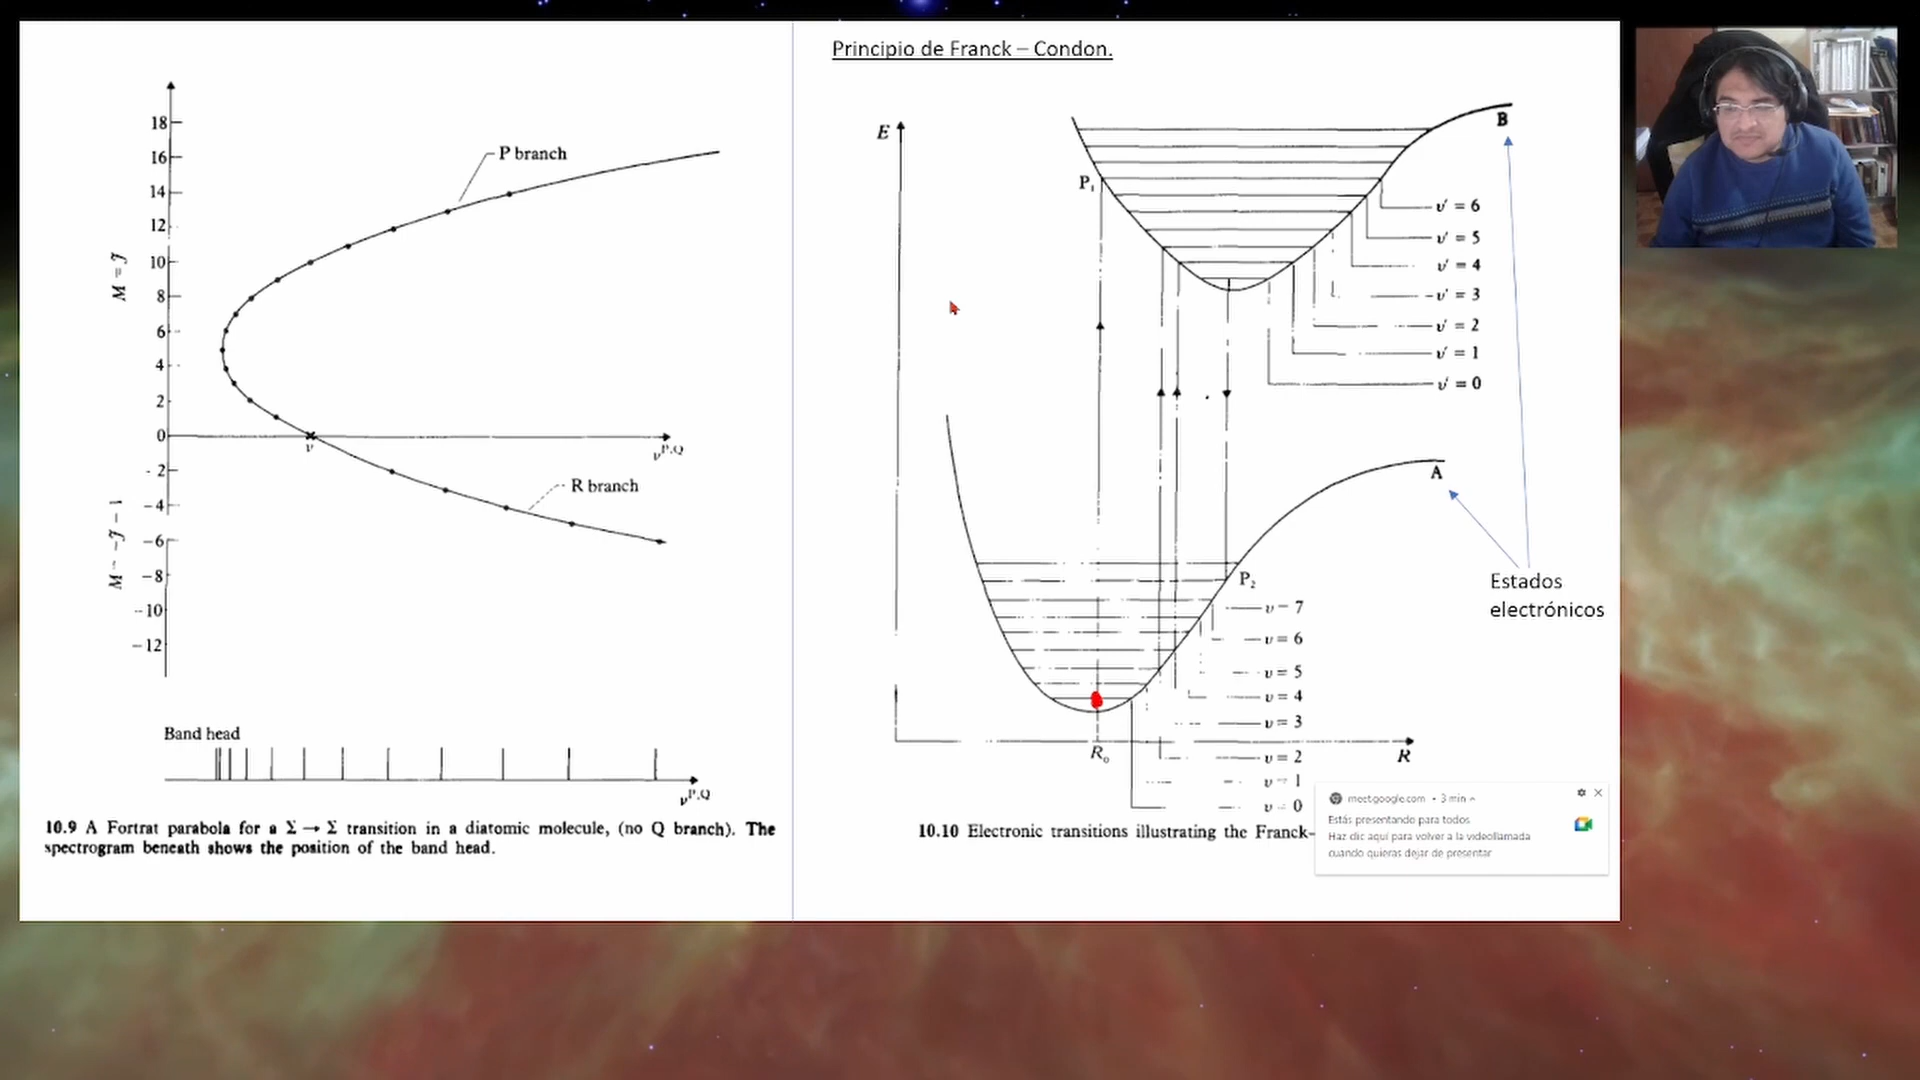 18
16
14
12
10
8
6
4
2
0
- 2
- 4
- 6
- 8
- 10
- 12
M = J
M = -J - 1
P branch
R branch
ν
ν P,Q
Band head
ν P,Q
10.9 A Fortrat parabola for a Σ → Σ transition in a diatomic molecule, (no Q branch). The
spectrogram beneath shows the position of the band head.
Principio de Franck – Condon.
E
B
P₁
v' = 6
v' = 5
v' = 4
v' = 3
v' = 2
v' = 1
v' = 0
A
Estados
electrónicos
P₂
v = 7
v = 6
v = 5
v = 4
v = 3
v = 2
v = 1
v = 0
R₀
R
10.10 Electronic transitions illustrating the Franck-
meet.google.com • 3 min
Estás presentando para todos
Haz clic aquí para volver a la videollamada
cuando quieras dejar de presentar